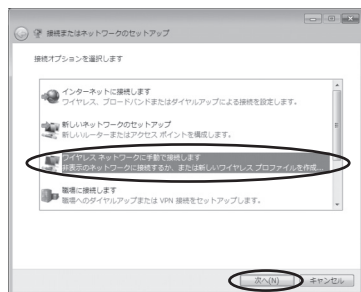 接続またはネットワークのセットアップ
接続オプションを選択します
インターネットに接続します
ワイヤレス、ブロードバンドまたはダイヤルアップによる接続を設定します。
新しいネットワークのセットアップ
新しいルーターまたはアクセス ポイントを構成します。
ワイヤレス ネットワークに手動で接続します
非表示のネットワークに接続するか、または新しいワイヤレス プロファイルを作成...
職場に接続します
職場へのダイヤルアップまたは VPN 接続をセットアップします。
次へ(N)
キャンセル